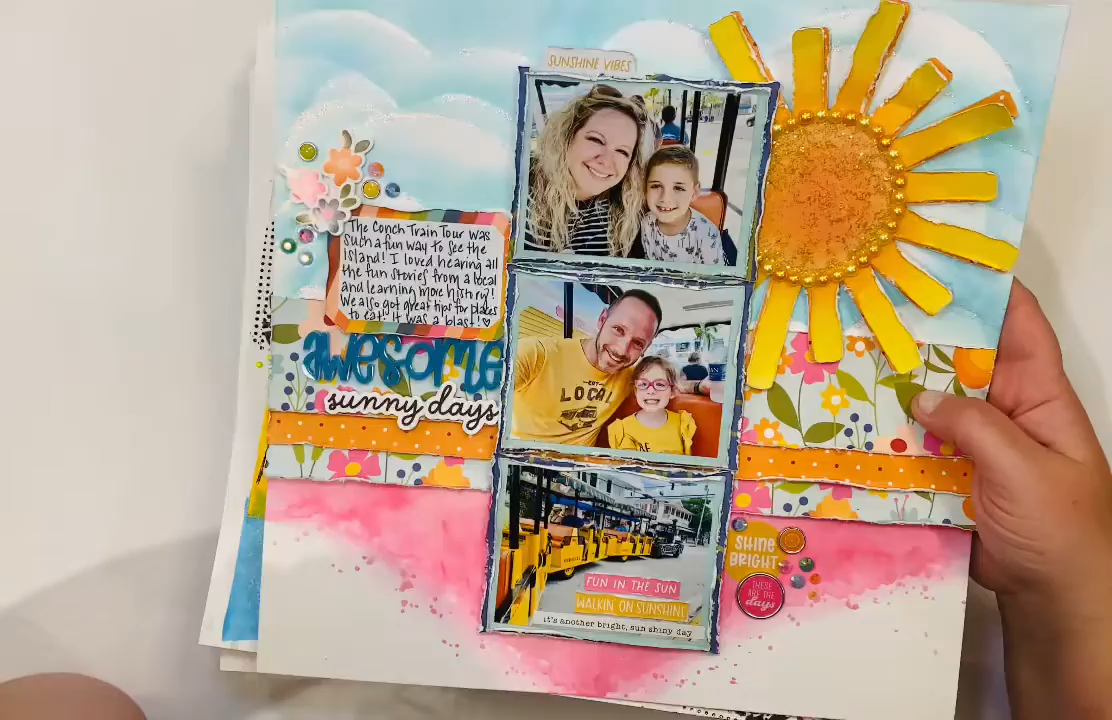 SUNSHINE VIBES
The Conch Train Tour was
such a fun way to see the
island! I loved hearing all
the fun stories from a local
and learning more history!
We also got great tips for places
to eat! It was a blast!♡
awesome
sunny days
LOCAL
SHINE
BRIGHT
THESE
ARE THE
days
FUN IN THE SUN
WALKIN' ON SUNSHINE
it's another bright, sun shiny day